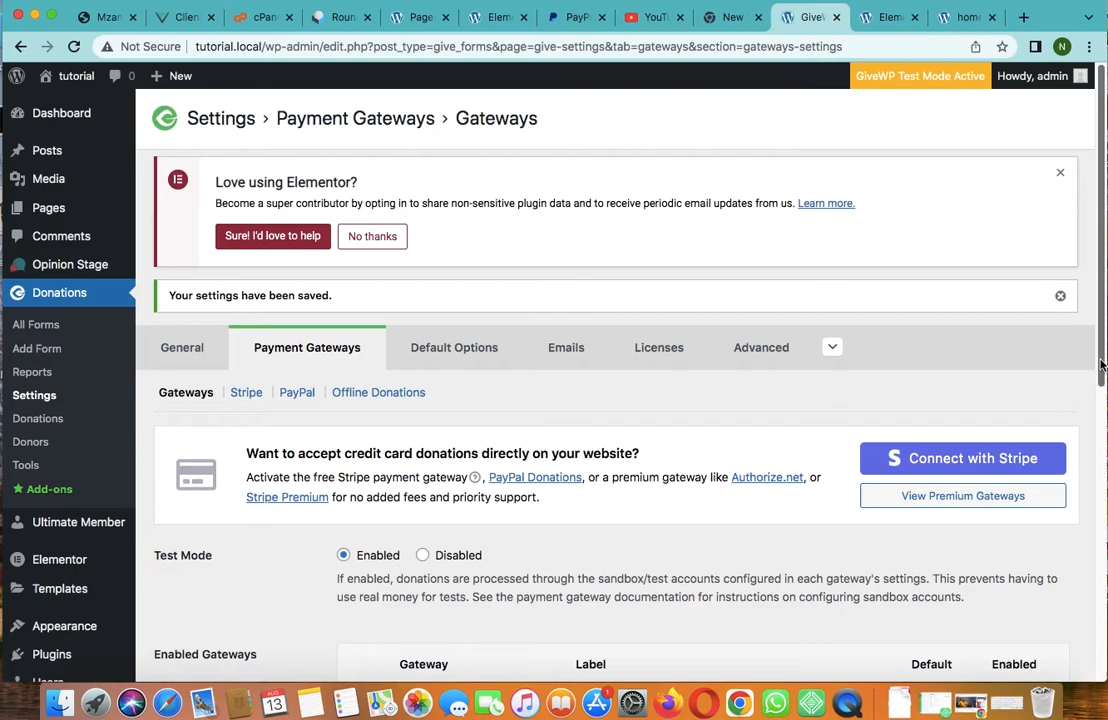 Mzan
Clien
cPan
Roun
Page
Elem
PayP
YouT
New
GiveV
Elem
hom
Not Secure
tutorial.local/wp-admin/edit.php?post_type=give_forms&page=give-settings&tab=gateways&section=gateways-settings
N
tutorial
0
New
GiveWP Test Mode Active
Howdy, admin
Dashboard
Posts
Media
Pages
Comments
Opinion Stage
Donations
All Forms
Add Form
Reports
Settings
Donations
Donors
Tools
Add-ons
Ultimate Member
Elementor
Templates
Appearance
Plugins
Settings › Payment Gateways › Gateways
Love using Elementor?
Become a super contributor by opting in to share non-sensitive plugin data and to receive periodic email updates from us. Learn more.
Sure! I'd love to help
No thanks
Your settings have been saved.
General
Payment Gateways
Default Options
Emails
Licenses
Advanced
Gateways | Stripe | PayPal | Offline Donations
Want to accept credit card donations directly on your website?
Activate the free Stripe payment gateway?, PayPal Donations, or a premium gateway like Authorize.net, or
Stripe Premium for no added fees and priority support.
S Connect with Stripe
View Premium Gateways
Test Mode
Enabled
Disabled
If enabled, donations are processed through the sandbox/test accounts configured in each gateway's settings. This prevents having to
use real money for tests. See the payment gateway documentation for instructions on configuring sandbox accounts.
Enabled Gateways
Gateway
Label
Default
Enabled
AUG
13
1